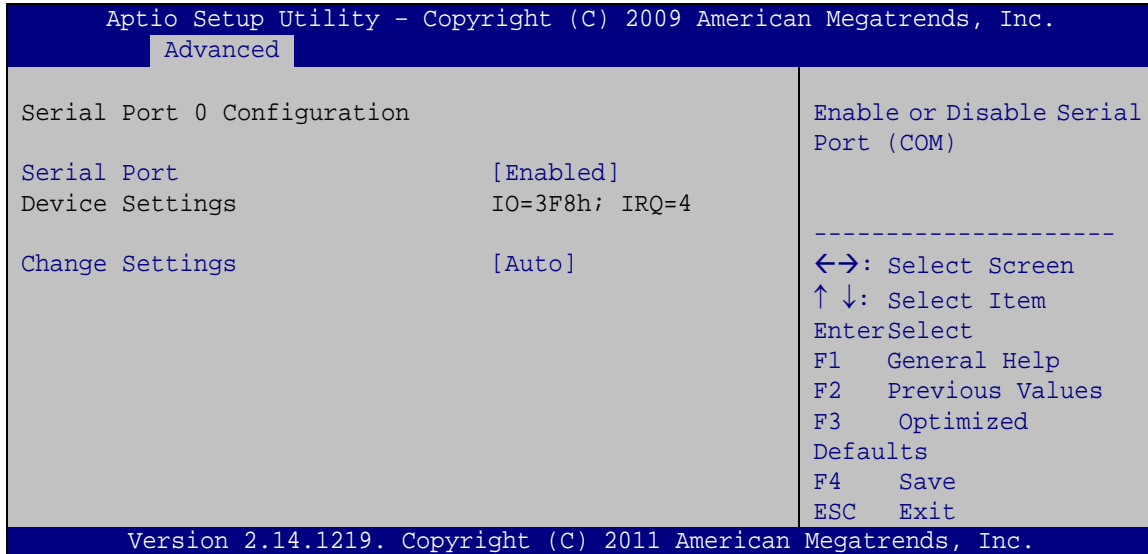 Aptio Setup Utility – Copyright (C) 2009 American Megatrends, Inc.
Advanced
Serial Port 0 Configuration
Serial Port [Enabled]
Device Settings IO=3F8h; IRQ=4
Change Settings [Auto]
Enable or Disable Serial
Port (COM)
---------------------
←→: Select Screen
↑ ↓: Select Item
EnterSelect
F1 General Help
F2 Previous Values
F3 Optimized
Defaults
F4 Save
ESC Exit
Version 2.14.1219. Copyright (C) 2011 American Megatrends, Inc.